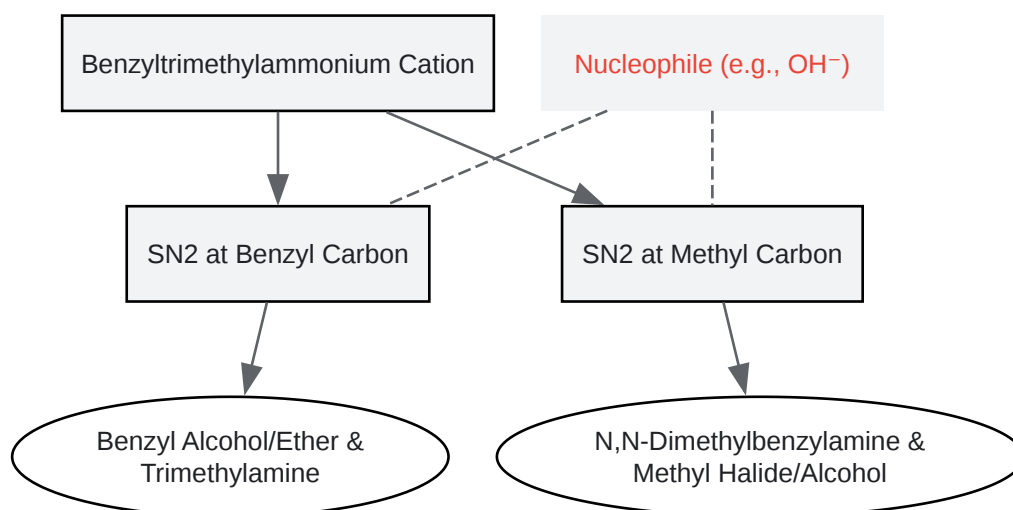 Benzyltrimethylammonium Cation
Nucleophile (e.g., OH⁻)
SN2 at Benzyl Carbon
SN2 at Methyl Carbon
Benzyl Alcohol/Ether &
Trimethylamine
N,N-Dimethylbenzylamine &
Methyl Halide/Alcohol